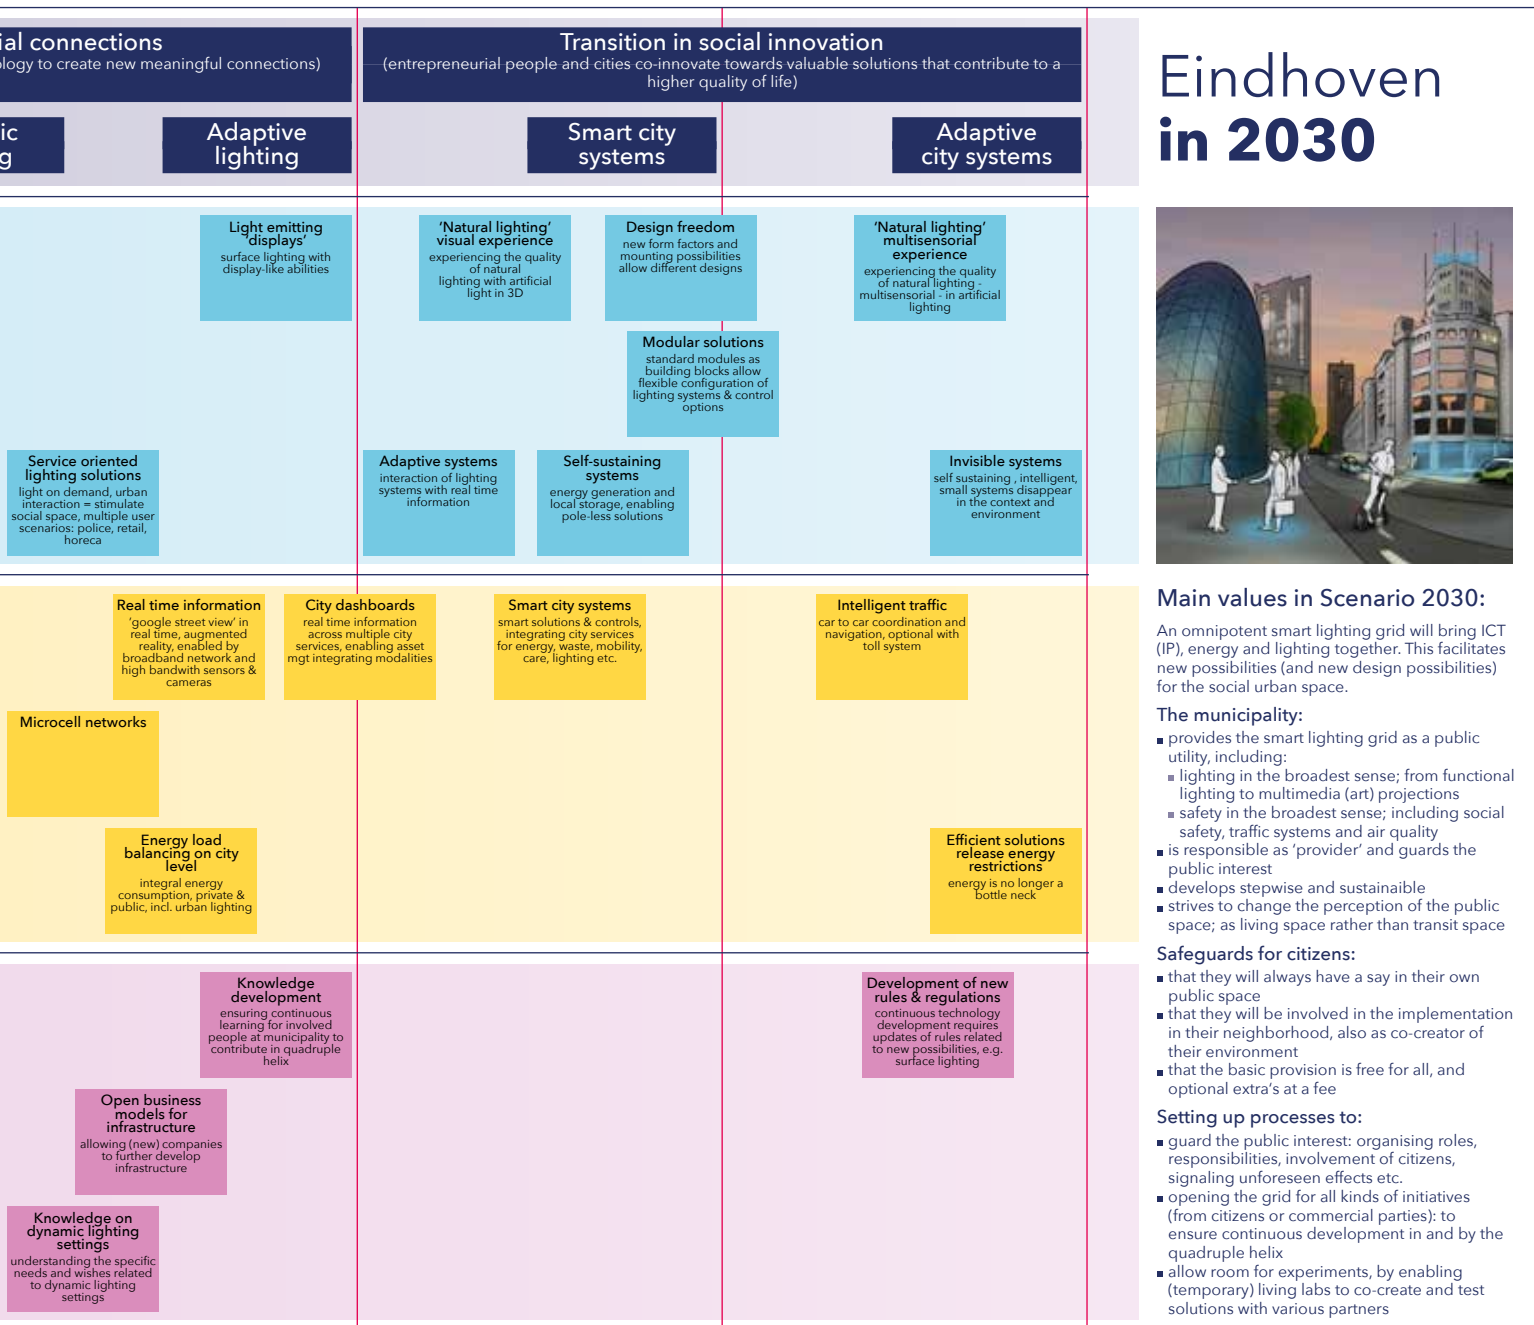 ial connections
ology to create new meaningful connections)
Transition in social innovation
(entrepreneurial people and cities co-innovate towards valuable solutions that contribute to a
higher quality of life)
ic
g
Adaptive
lighting
Smart city
systems
Adaptive
city systems
Eindhoven
in 2030
Light emitting
‘displays’
surface lighting with
display-like abilities
‘Natural lighting’
visual experience
experiencing the quality
of natural
lighting with artificial
light in 3D
Design freedom
new form factors and
mounting possibilities
allow different designs
‘Natural lighting’
multisensorial
experience
experiencing the quality
of natural lighting -
multisensorial - in artificial
lighting
Modular solutions
standard modules as
building blocks allow
flexible configuration of
lighting systems & control
options
Service oriented
lighting solutions
light on demand, urban
interaction = stimulate
social space, multiple user
scenarios: police, retail,
horeca
Adaptive systems
interaction of lighting
systems with real time
information
Self-sustaining
systems
energy generation and
local storage, enabling
pole-less solutions
Invisible systems
self sustaining , intelligent,
small systems disappear
in the context and
environment
Real time information
‘google street view’ in
real time, augmented
reality, enabled by
broadband network and
high bandwith sensors &
cameras
City dashboards
real time information
across multiple city
services, enabling asset
mgt integrating modalities
Smart city systems
smart solutions & controls,
integrating city services
for energy, waste, mobility,
care, lighting etc.
Intelligent traffic
car to car coordination and
navigation, optional with
toll system
Microcell networks
Energy load
balancing on city
level
integral energy
consumption, private &
public, incl. urban lighting
Efficient solutions
release energy
restrictions
energy is no longer a
bottle neck
Knowledge
development
ensuring continuous
learning for involved
people at municipality to
contribute in quadruple
helix
Development of new
rules & regulations
continuous technology
development requires
updates of rules related
to new possibilities, e.g.
surface lighting
Open business
models for
infrastructure
allowing (new) companies
to further develop
infrastructure
Knowledge on
dynamic lighting
settings
understanding the specific
needs and wishes related
to dynamic lighting
settings
Main values in Scenario 2030:
An omnipotent smart lighting grid will bring ICT
(IP), energy and lighting together. This facilitates
new possibilities (and new design possibilities)
for the social urban space.
The municipality:
provides the smart lighting grid as a public
utility, including:
lighting in the broadest sense; from functional
lighting to multimedia (art) projections
safety in the broadest sense; including social
safety, traffic systems and air quality
is responsible as ‘provider’ and guards the
public interest
develops stepwise and sustainaible
strives to change the perception of the public
space; as living space rather than transit space
Safeguards for citizens:
that they will always have a say in their own
public space
that they will be involved in the implementation
in their neighborhood, also as co-creator of
their environment
that the basic provision is free for all, and
optional extra’s at a fee
Setting up processes to:
guard the public interest: organising roles,
responsibilities, involvement of citizens,
signaling unforeseen effects etc.
opening the grid for all kinds of initiatives
(from citizens or commercial parties): to
ensure continuous development in and by the
quadruple helix
allow room for experiments, by enabling
(temporary) living labs to co-create and test
solutions with various partners